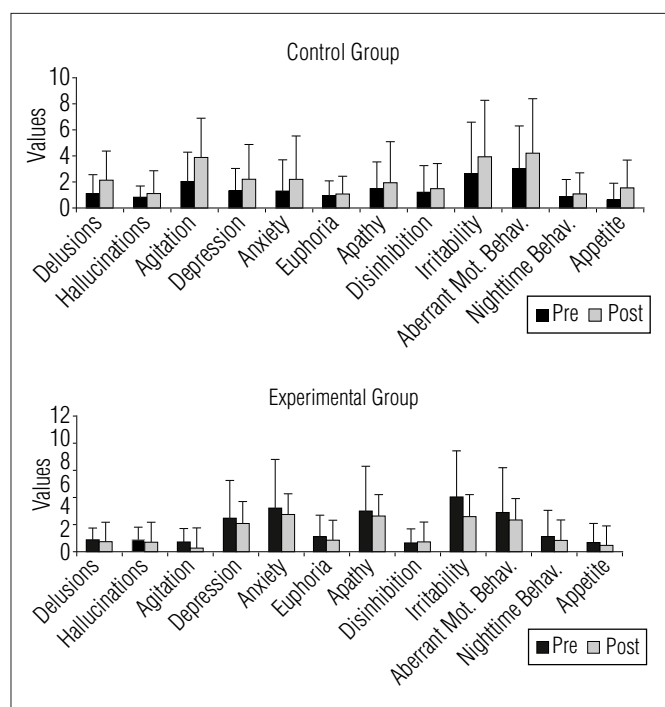 Control Group
Values
10
8
6
4
2
0
Delusions
Hallucinations
Agitation
Depression
Anxiety
Euphoria
Apathy
Disinhibition
Irritability
Aberrant Mot. Behav.
Nighttime Behav.
Appetite
Pre Post
Experimental Group
Values
12
10
8
6
4
2
0
Delusions
Hallucinations
Agitation
Depression
Anxiety
Euphoria
Apathy
Disinhibition
Irritability
Aberrant Mot. Behav.
Nighttime Behav.
Appetite
Pre Post